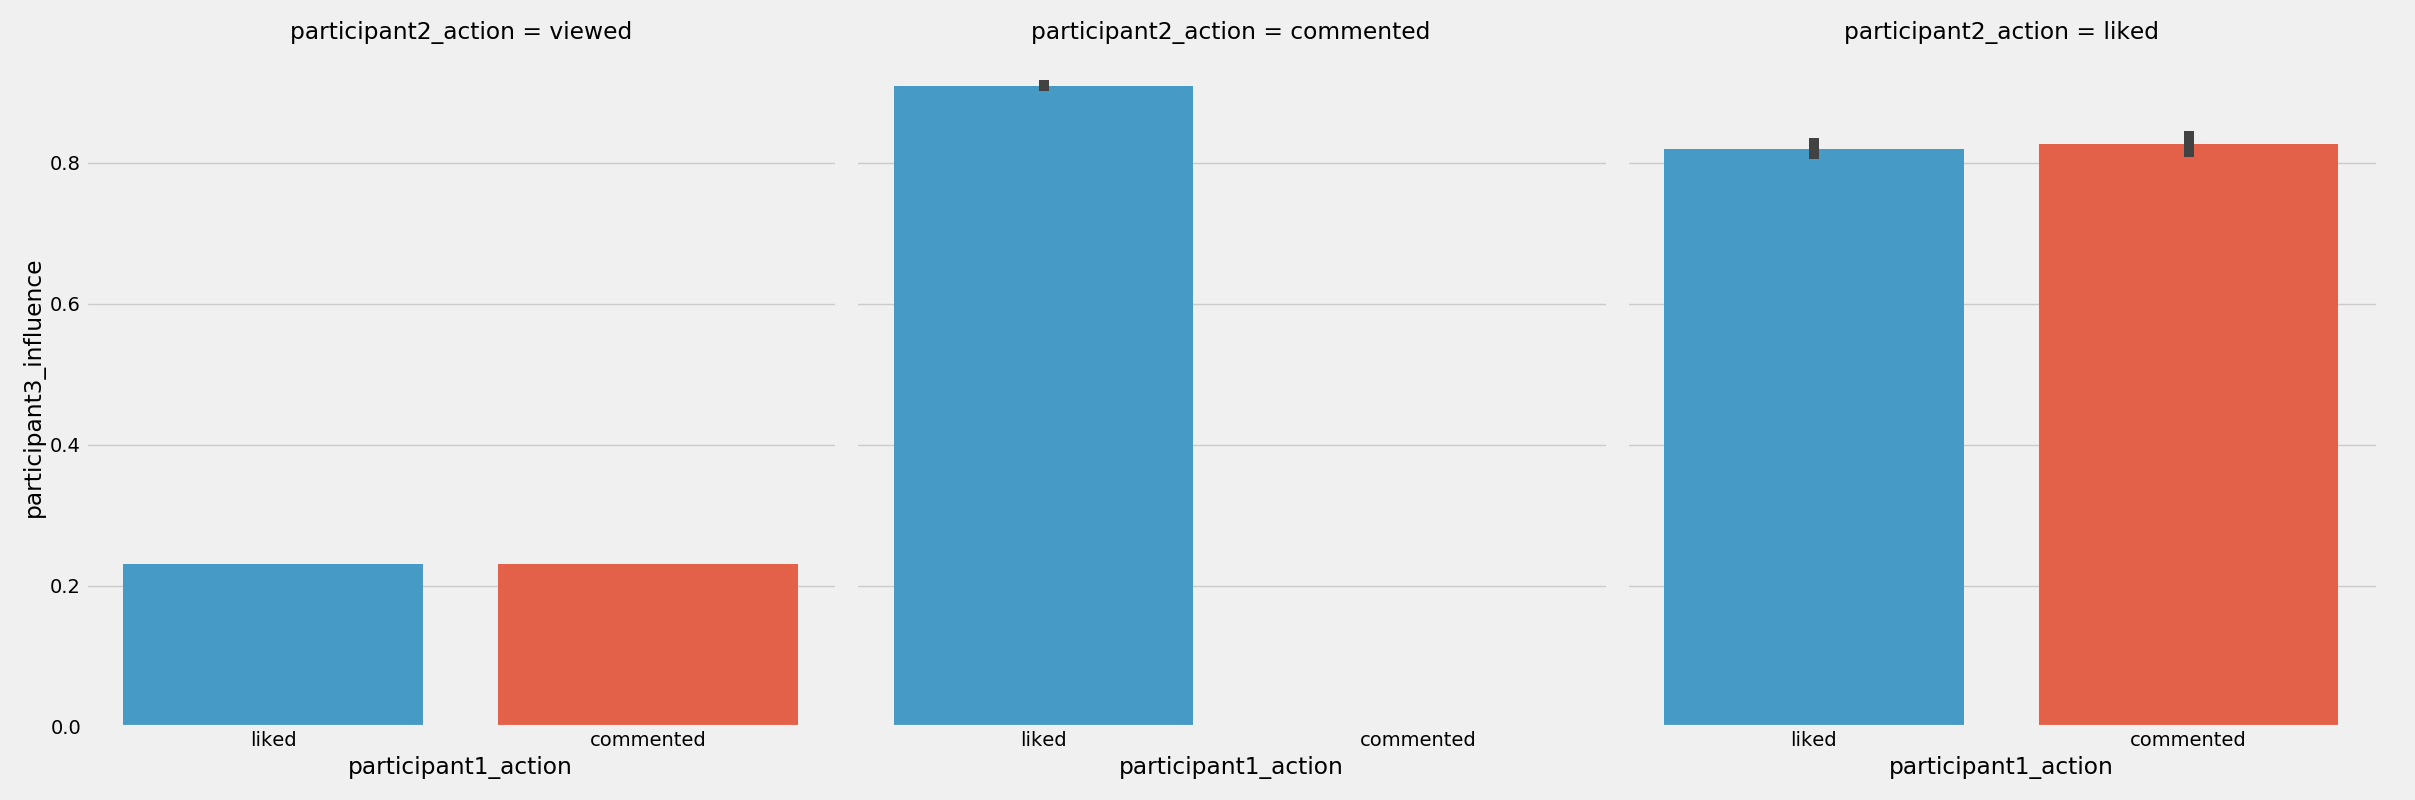 participant2_action = viewed
participant2_action = commented
participant2_action = liked
participant3_influence
0.8
0.6
0.4
0.2
0.0
liked
commented
liked
commented
liked
commented
participant1_action
participant1_action
participant1_action